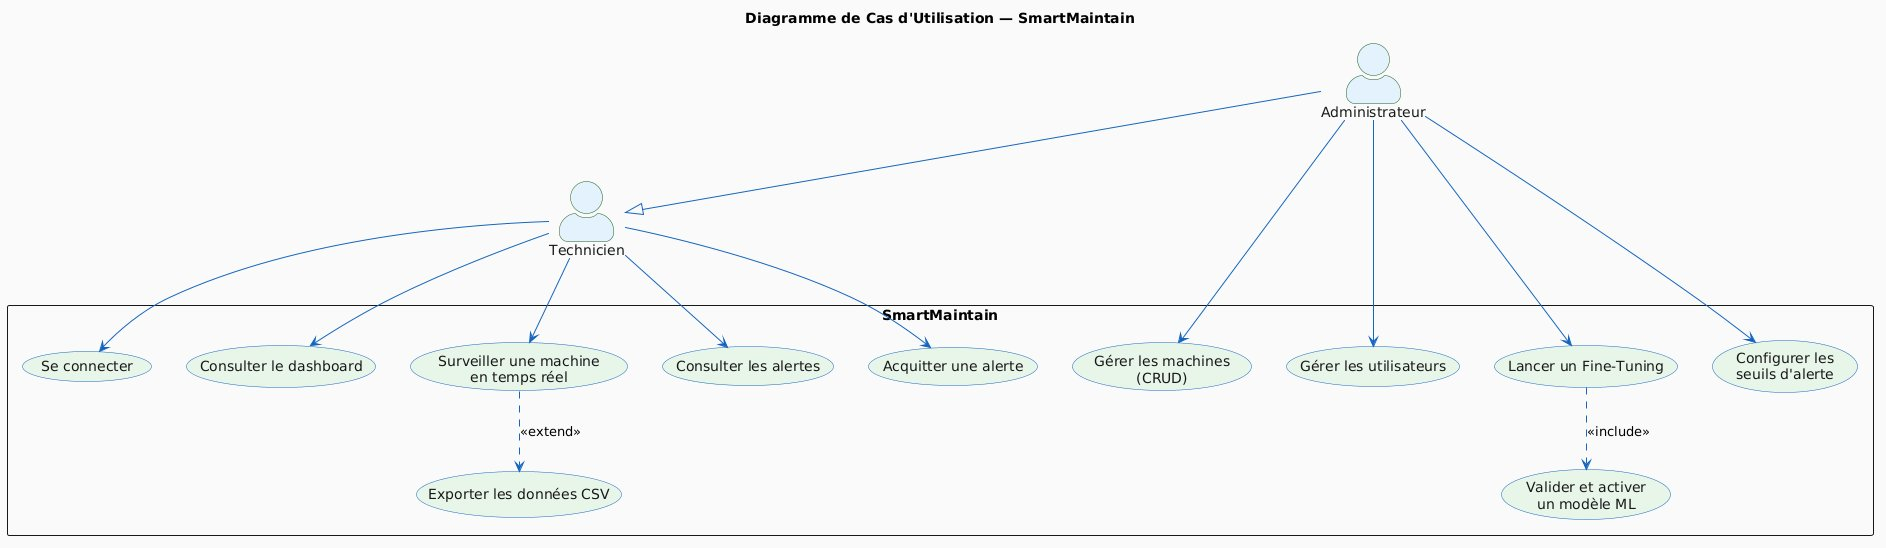 Diagramme de Cas d'Utilisation — SmartMaintain
Administrateur
Technicien
SmartMaintain
Se connecter
Consulter le dashboard
Surveiller une machine
en temps réel
Consulter les alertes
Acquitter une alerte
Gérer les machines
(CRUD)
Gérer les utilisateurs
Lancer un Fine-Tuning
Configurer les
seuils d'alerte
«extend»
«include»
Exporter les données CSV
Valider et activer
un modèle ML